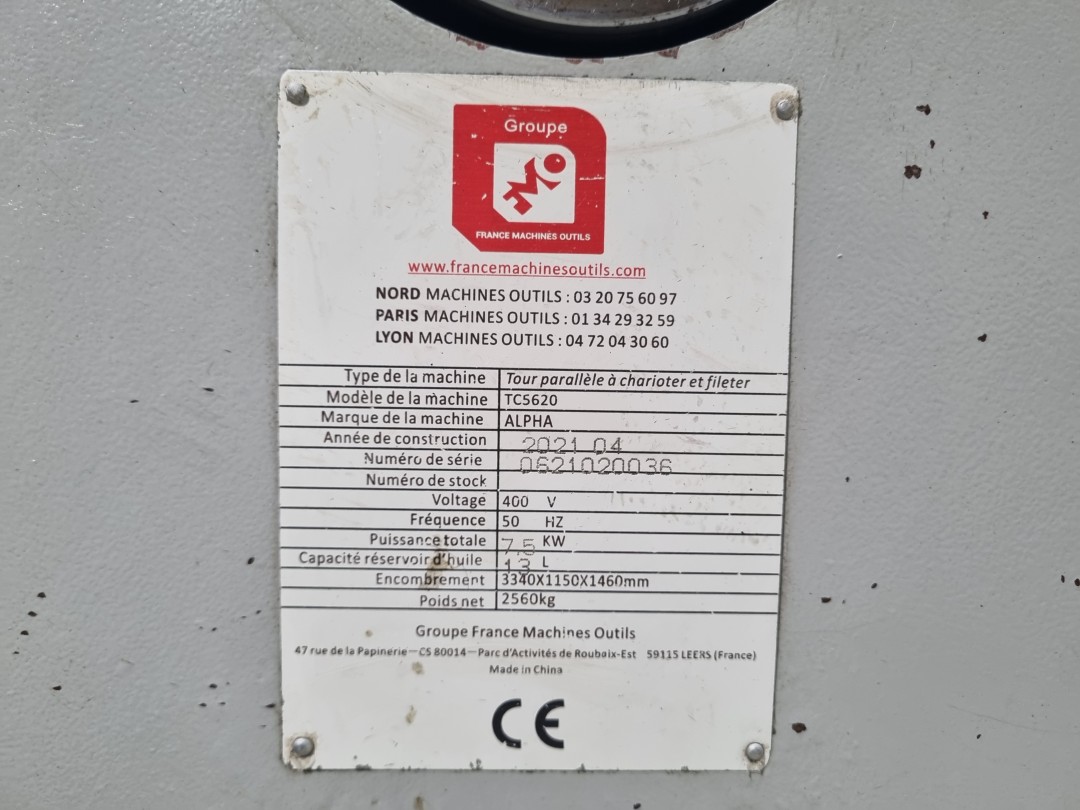 Groupe
FMO
FRANCE MACHINES OUTILS
www.francemachinesoutils.com
NORD MACHINES OUTILS : 03 20 75 60 97
PARIS MACHINES OUTILS : 01 34 29 32 59
LYON MACHINES OUTILS : 04 72 04 30 60
Type de la machine Tour parallèle à charioter et fileter
Modèle de la machine TC5620
Marque de la machine ALPHA
Année de construction 2021 04
Numéro de série 0621020036
Numéro de stock
Voltage 400 V
Fréquence 50 HZ
Puissance totale 7.5 KW
Capacité réservoir d'huile 13 L
Encombrement 3340X1150X1460mm
Poids net 2560kg
Groupe France Machines Outils
47 rue de la Papinerie — CS 80014 — Parc d'Activités de Roubaix-Est 59115 LEERS (France)
Made in China
CE